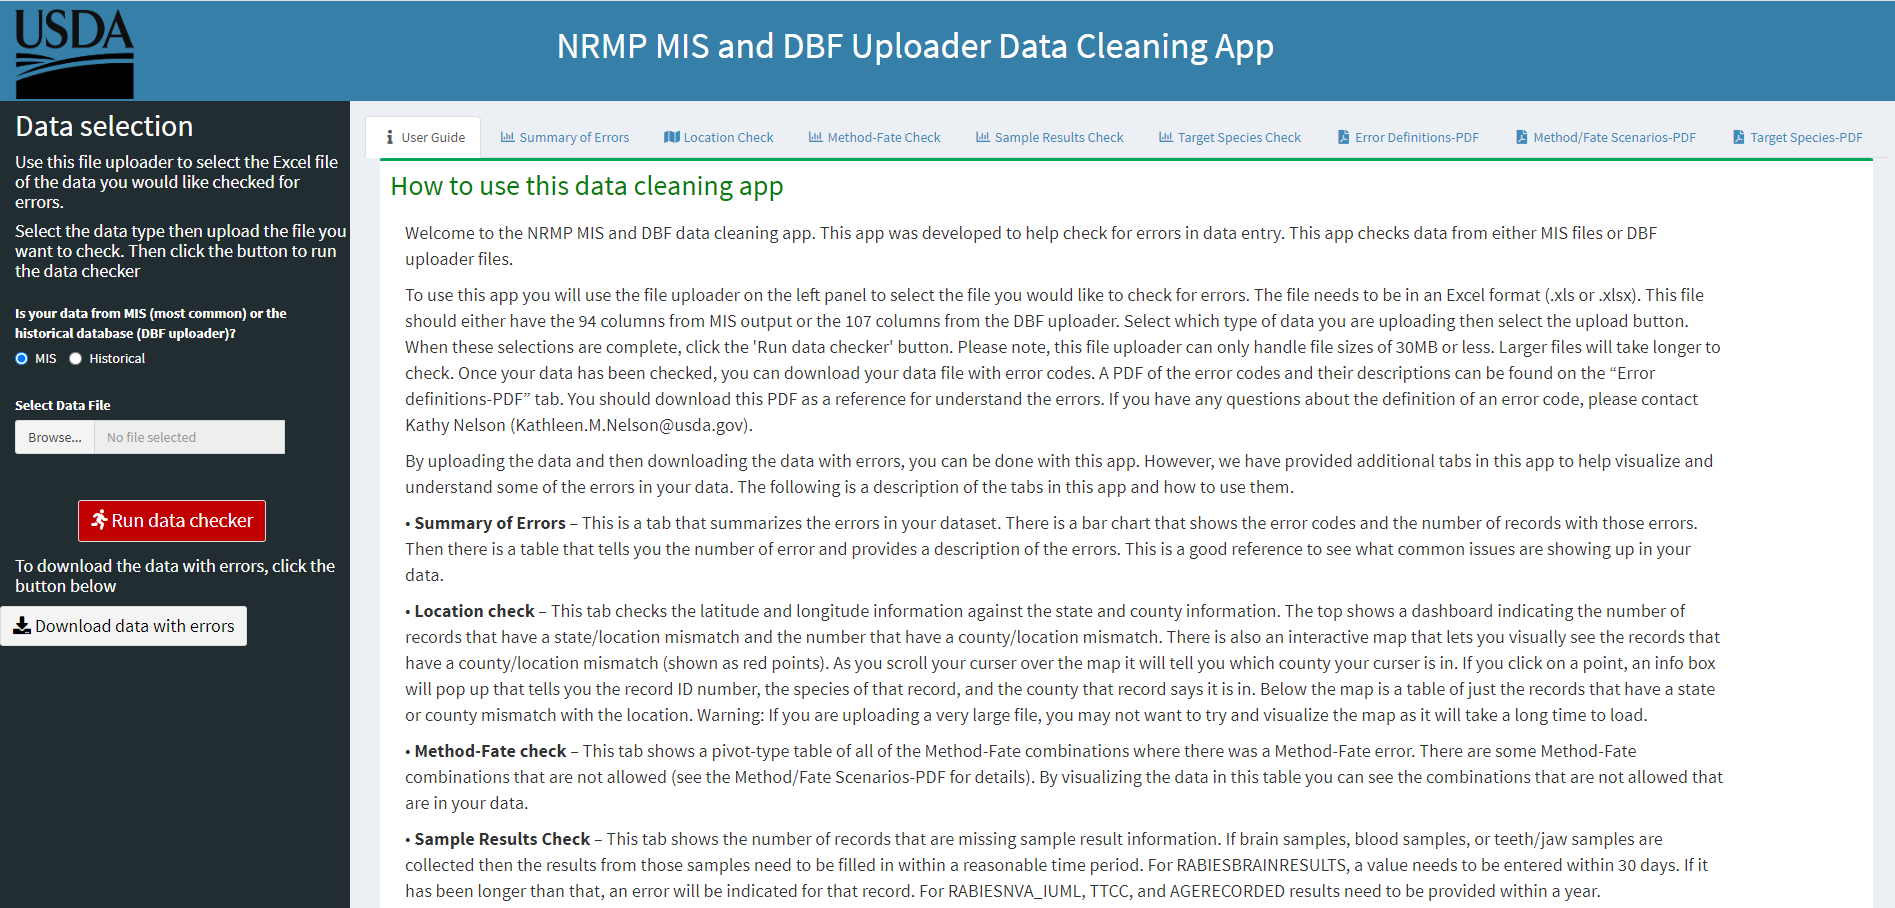 USDA
NRMP MIS and DBF Uploader Data Cleaning App
Data selection
Use this file uploader to select the Excel file
of the data you would like checked for
errors.
Select the data type then upload the file you
want to check. Then click the button to run
the data checker
Is your data from MIS (most common) or the
historical database (DBF uploader)?
MIS Historical
Select Data File
Browse... No file selected
Run data checker
To download the data with errors, click the
button below
Download data with errors
User Guide Summary of Errors Location Check Method-Fate Check Sample Results Check Target Species Check Error Definitions-PDF Method/Fate Scenarios-PDF Target Species-PDF
How to use this data cleaning app
Welcome to the NRMP MIS and DBF data cleaning app. This app was developed to help check for errors in data entry. This app checks data from either MIS files or DBF
uploader files.
To use this app you will use the file uploader on the left panel to select the file you would like to check for errors. The file needs to be in an Excel format (.xls or .xlsx). This file
should either have the 94 columns from MIS output or the 107 columns from the DBF uploader. Select which type of data you are uploading then select the upload button.
When these selections are complete, click the 'Run data checker' button. Please note, this file uploader can only handle file sizes of 30MB or less. Larger files will take longer to
check. Once your data has been checked, you can download your data file with error codes. A PDF of the error codes and their descriptions can be found on the “Error
definitions-PDF” tab. You should download this PDF as a reference for understand the errors. If you have any questions about the definition of an error code, please contact
Kathy Nelson (Kathleen.M.Nelson@usda.gov).
By uploading the data and then downloading the data with errors, you can be done with this app. However, we have provided additional tabs in this app to help visualize and
understand some of the errors in your data. The following is a description of the tabs in this app and how to use them.
• Summary of Errors – This is a tab that summarizes the errors in your dataset. There is a bar chart that shows the error codes and the number of records with those errors.
Then there is a table that tells you the number of error and provides a description of the errors. This is a good reference to see what common issues are showing up in your
data.
• Location check – This tab checks the latitude and longitude information against the state and county information. The top shows a dashboard indicating the number of
records that have a state/location mismatch and the number that have a county/location mismatch. There is also an interactive map that lets you visually see the records that
have a county/location mismatch (shown as red points). As you scroll your curser over the map it will tell you which county your curser is in. If you click on a point, an info box
will pop up that tells you the record ID number, the species of that record, and the county that record says it is in. Below the map is a table of just the records that have a state
or county mismatch with the location. Warning: If you are uploading a very large file, you may not want to try and visualize the map as it will take a long time to load.
• Method-Fate check – This tab shows a pivot-type table of all of the Method-Fate combinations where there was a Method-Fate error. There are some Method-Fate
combinations that are not allowed (see the Method/Fate Scenarios-PDF for details). By visualizing the data in this table you can see the combinations that are not allowed that
are in your data.
• Sample Results Check – This tab shows the number of records that are missing sample result information. If brain samples, blood samples, or teeth/jaw samples are
collected then the results from those samples need to be filled in within a reasonable time period. For RABIESBRAINRESULTS, a value needs to be entered within 30 days. If it
has been longer than that, an error will be indicated for that record. For RABIESNVA_IUML, TTCC, and AGERECORDED results need to be provided within a year.